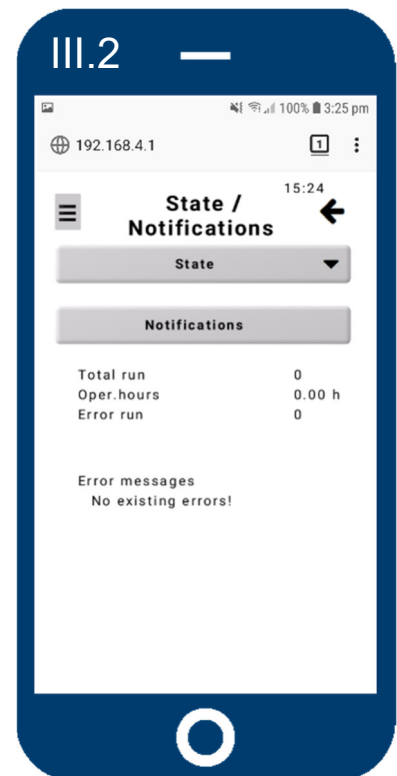 III.2
100% 3:25 pm
192.168.4.1
1
15:24
State /
Notifications
State
Notifications
Total run 0
Oper.hours 0.00 h
Error run 0
Error messages
No existing errors!